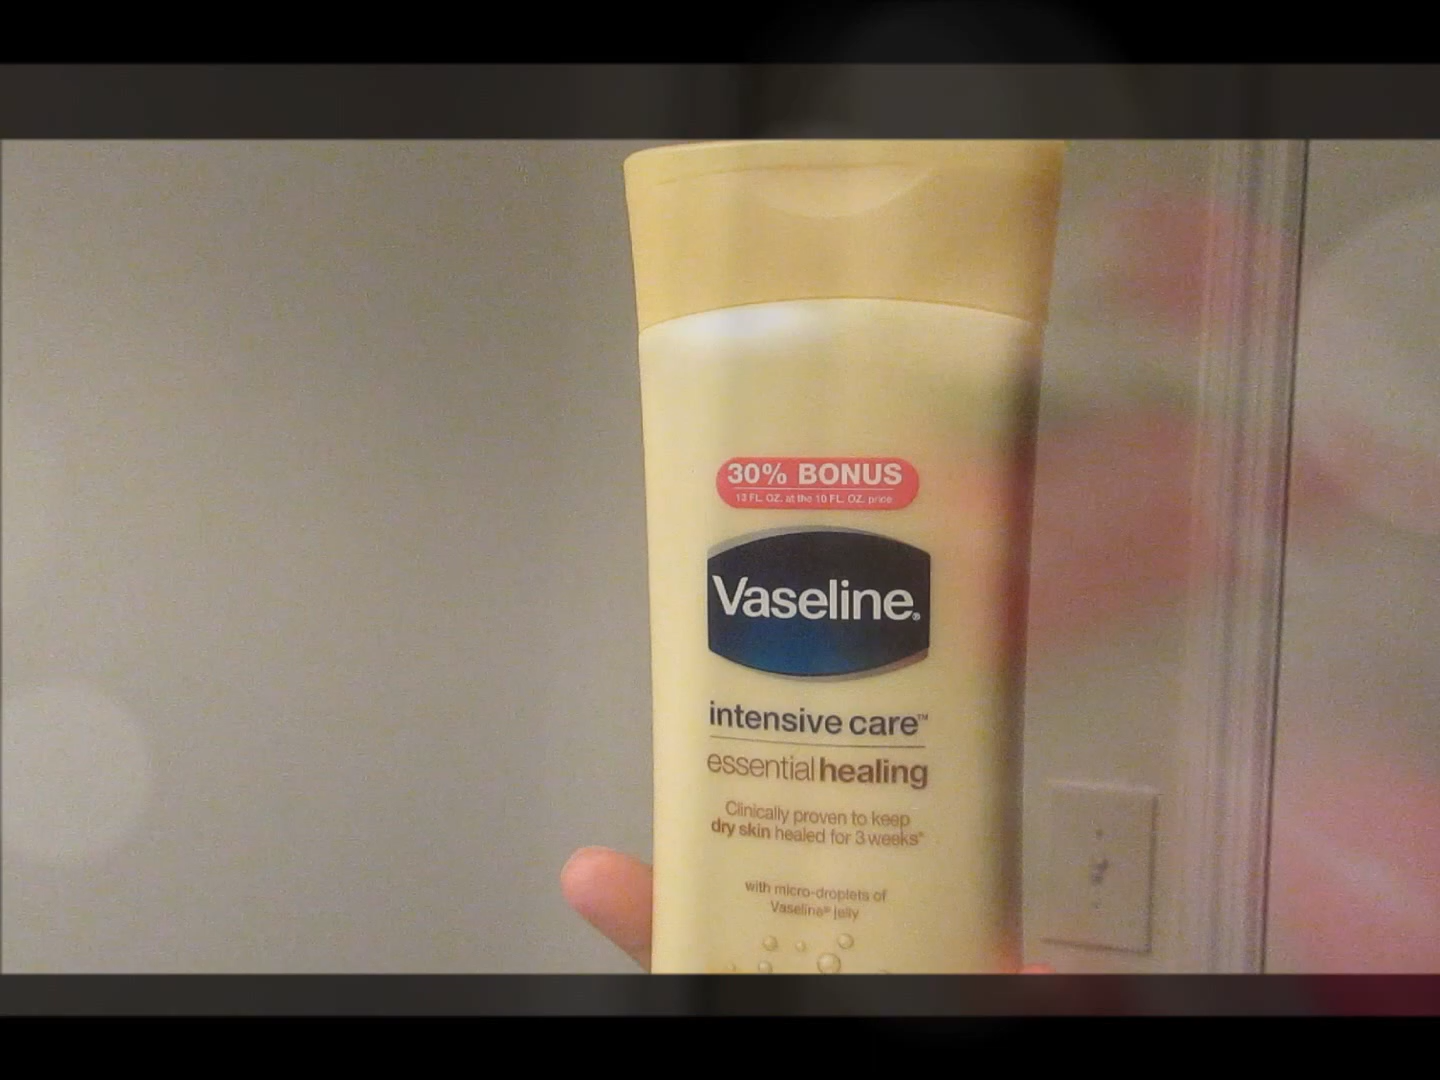 30% BONUS
13 FL. OZ. at the 10 FL. OZ. price
Vaseline®
intensive care™
essential healing
Clinically proven to keep
dry skin healed for 3 weeks*
with micro-droplets of
Vaseline® jelly